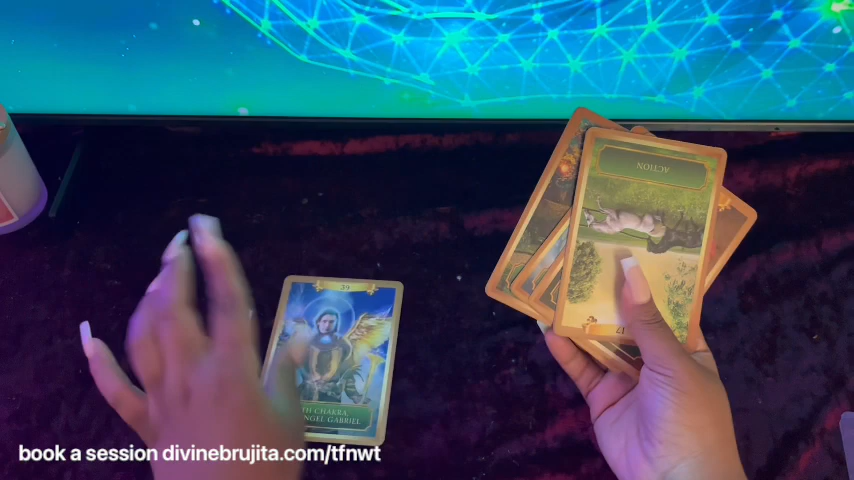 ACTION
17
39
TH CHAKRA,
NGEL GABRIEL
book a session divinebrujita.com/tfnwt